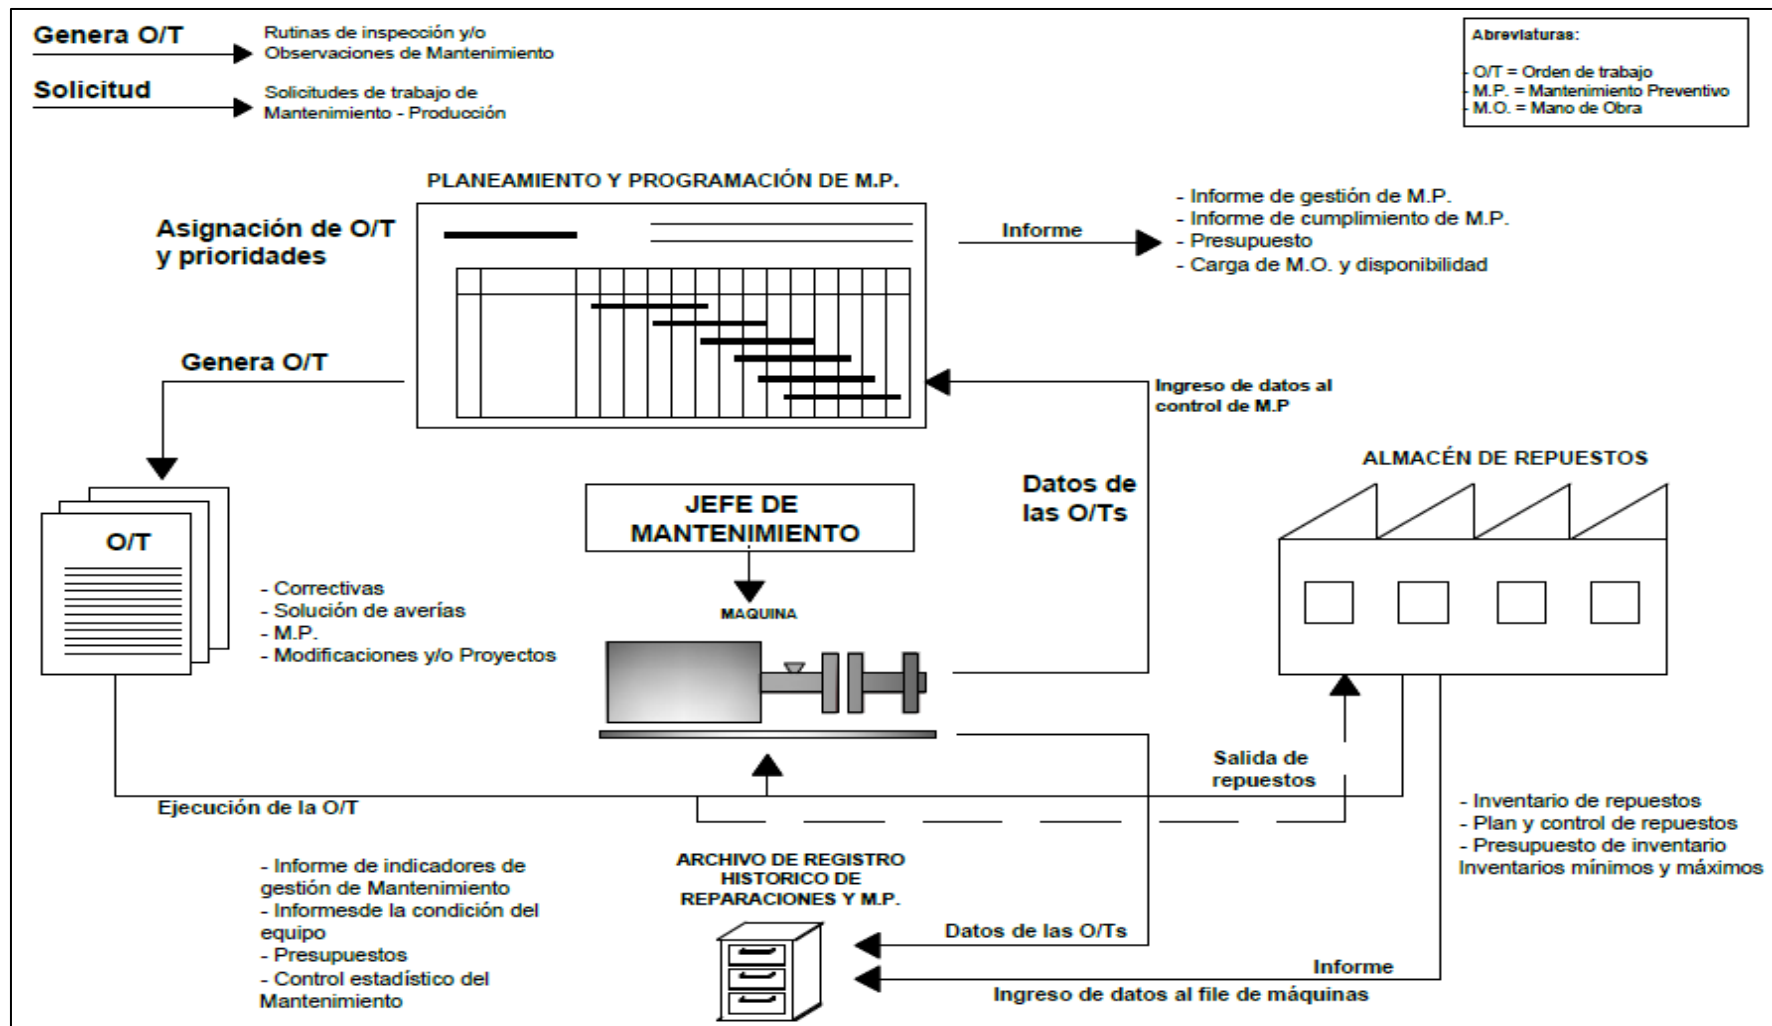 Genera O/T
Rutinas de inspección y/o
Observaciones de Mantenimiento
Solicitud
Solicitudes de trabajo de
Mantenimiento - Producción
Abreviaturas:
- O/T = Orden de trabajo
- M.P. = Mantenimiento Preventivo
- M.O. = Mano de Obra
PLANEAMIENTO Y PROGRAMACIÓN DE M.P.
Asignación de O/T
y prioridades
Informe
- Informe de gestión de M.P.
- Informe de cumplimiento de M.P.
- Presupuesto
- Carga de M.O. y disponibilidad
Genera O/T
Ingreso de datos al
control de M.P
ALMACÉN DE REPUESTOS
Datos de
las O/Ts
JEFE DE
MANTENIMIENTO
O/T
- Correctivas
- Solución de averías
- M.P.
- Modificaciones y/o Proyectos
MAQUINA
Salida de
repuestos
Ejecución de la O/T
- Inventario de repuestos
- Plan y control de repuestos
- Presupuesto de inventario
Inventarios mínimos y máximos
- Informe de indicadores de
gestión de Mantenimiento
- Informesde la condición del
equipo
- Presupuestos
- Control estadístico del
Mantenimiento
ARCHIVO DE REGISTRO
HISTORICO DE
REPARACIONES Y M.P.
Datos de las O/Ts
Informe
Ingreso de datos al file de máquinas